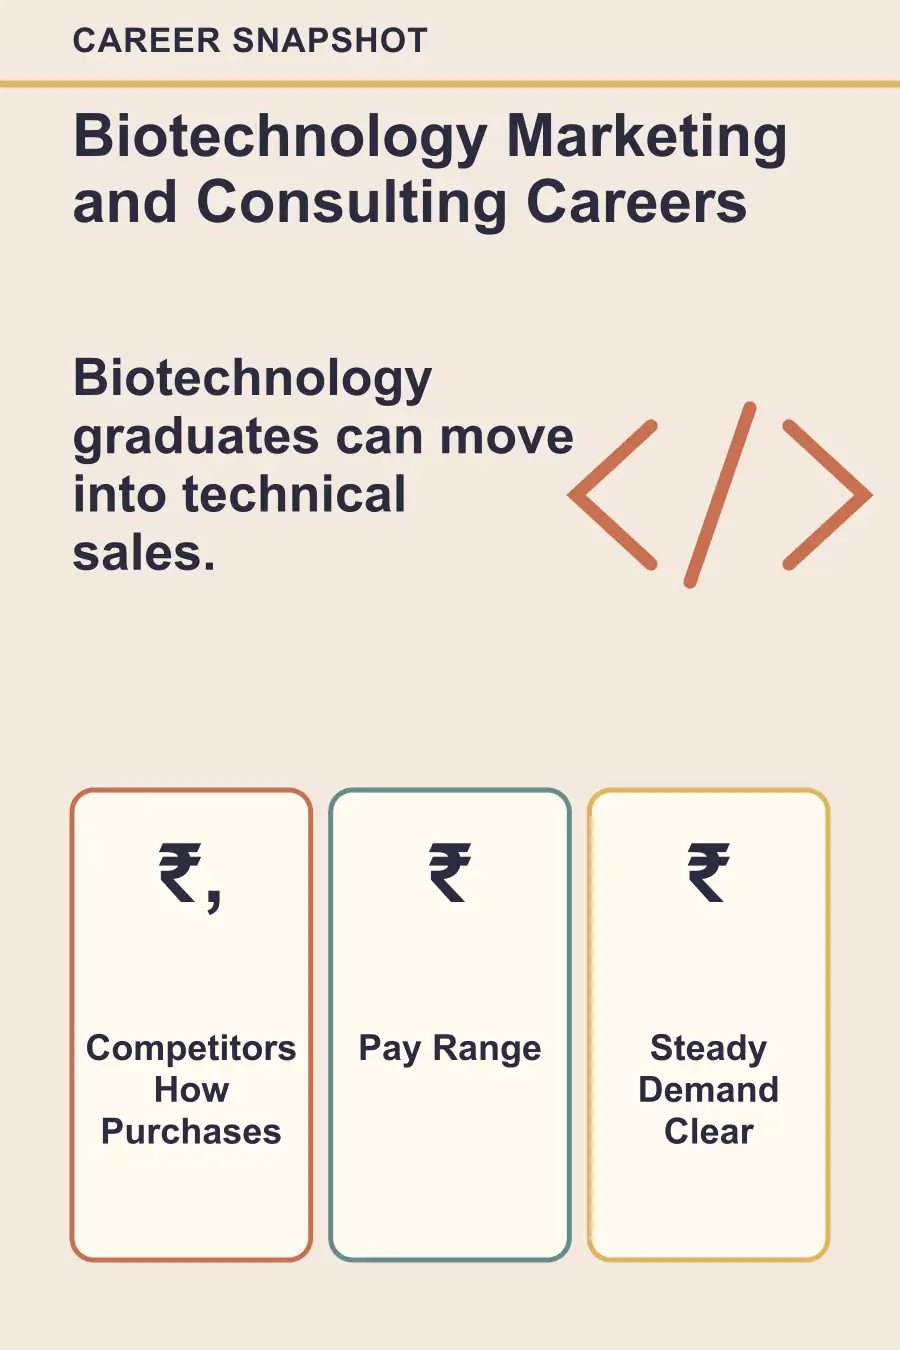 CAREER SNAPSHOT
Biotechnology Marketing
and Consulting Careers
Biotechnology
graduates can move
into technical
sales.
₹,
Competitors
How
Purchases
₹
Pay Range
₹
Steady
Demand
Clear